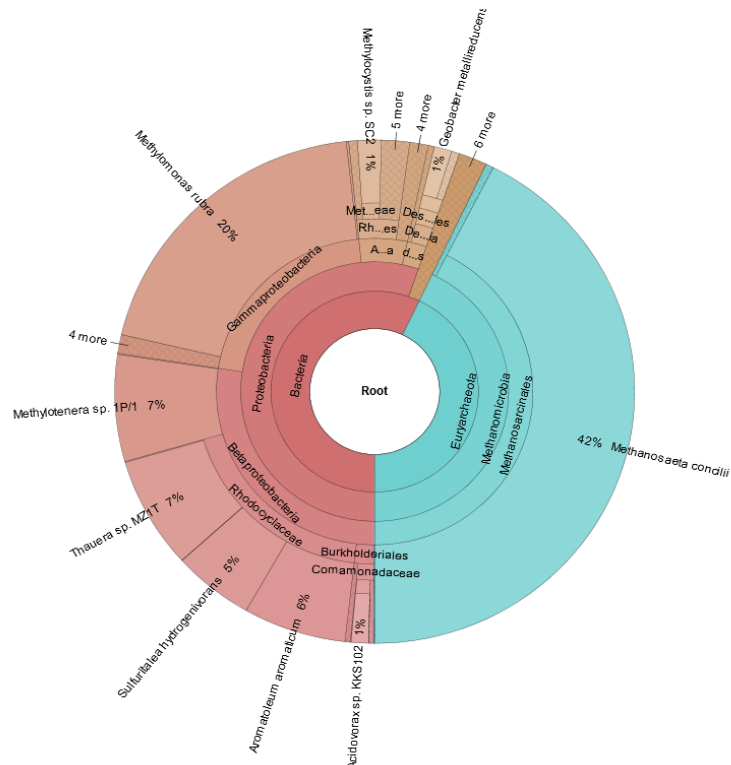 Methylocystis sp. SC2 1%
5 more
4 more
Geobacter metallireducens
1%
6 more
Methylomonas rubra 20%
Met...eae
Des...les
Rh...es
De...ia
A...a
d...s
Gammaproteobacteria
4 more
Proteobacteria
Bacteria
Root
Euryarchaeota
Methanomicrobia
Methanosarcinales
42% Methanosaeta concilii
Methylotenera sp. 1P/1 7%
Betaproteobacteria
Rhodocyclaceae
Thauera sp. MZ1T 7%
Burkholderiales
Comamonadaceae
Sulfuritalea hydrogenivorans 5%
Aromatoleum aromaticum 6%
Acidovorax sp. KKS102 1%